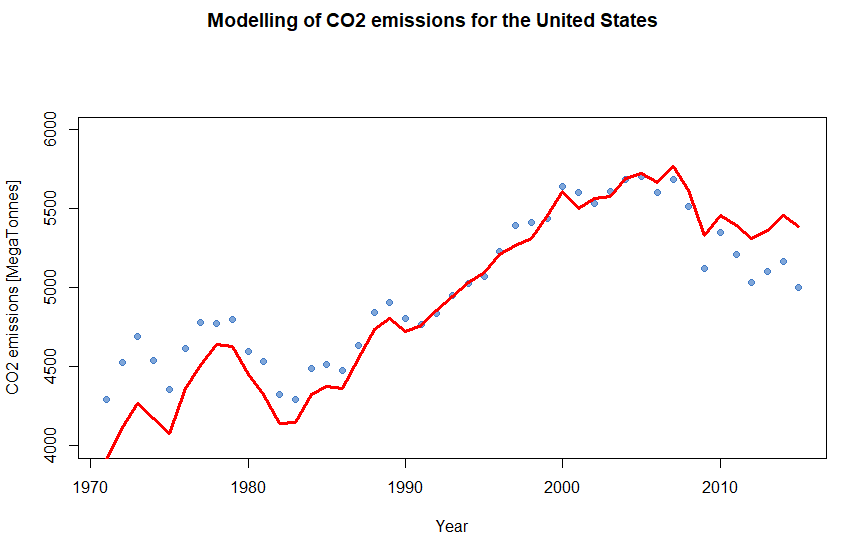 Modelling of CO2 emissions for the United States
CO2 emissions [MegaTonnes]
6000
5500
5000
4500
4000
1970 1980 1990 2000 2010
Year